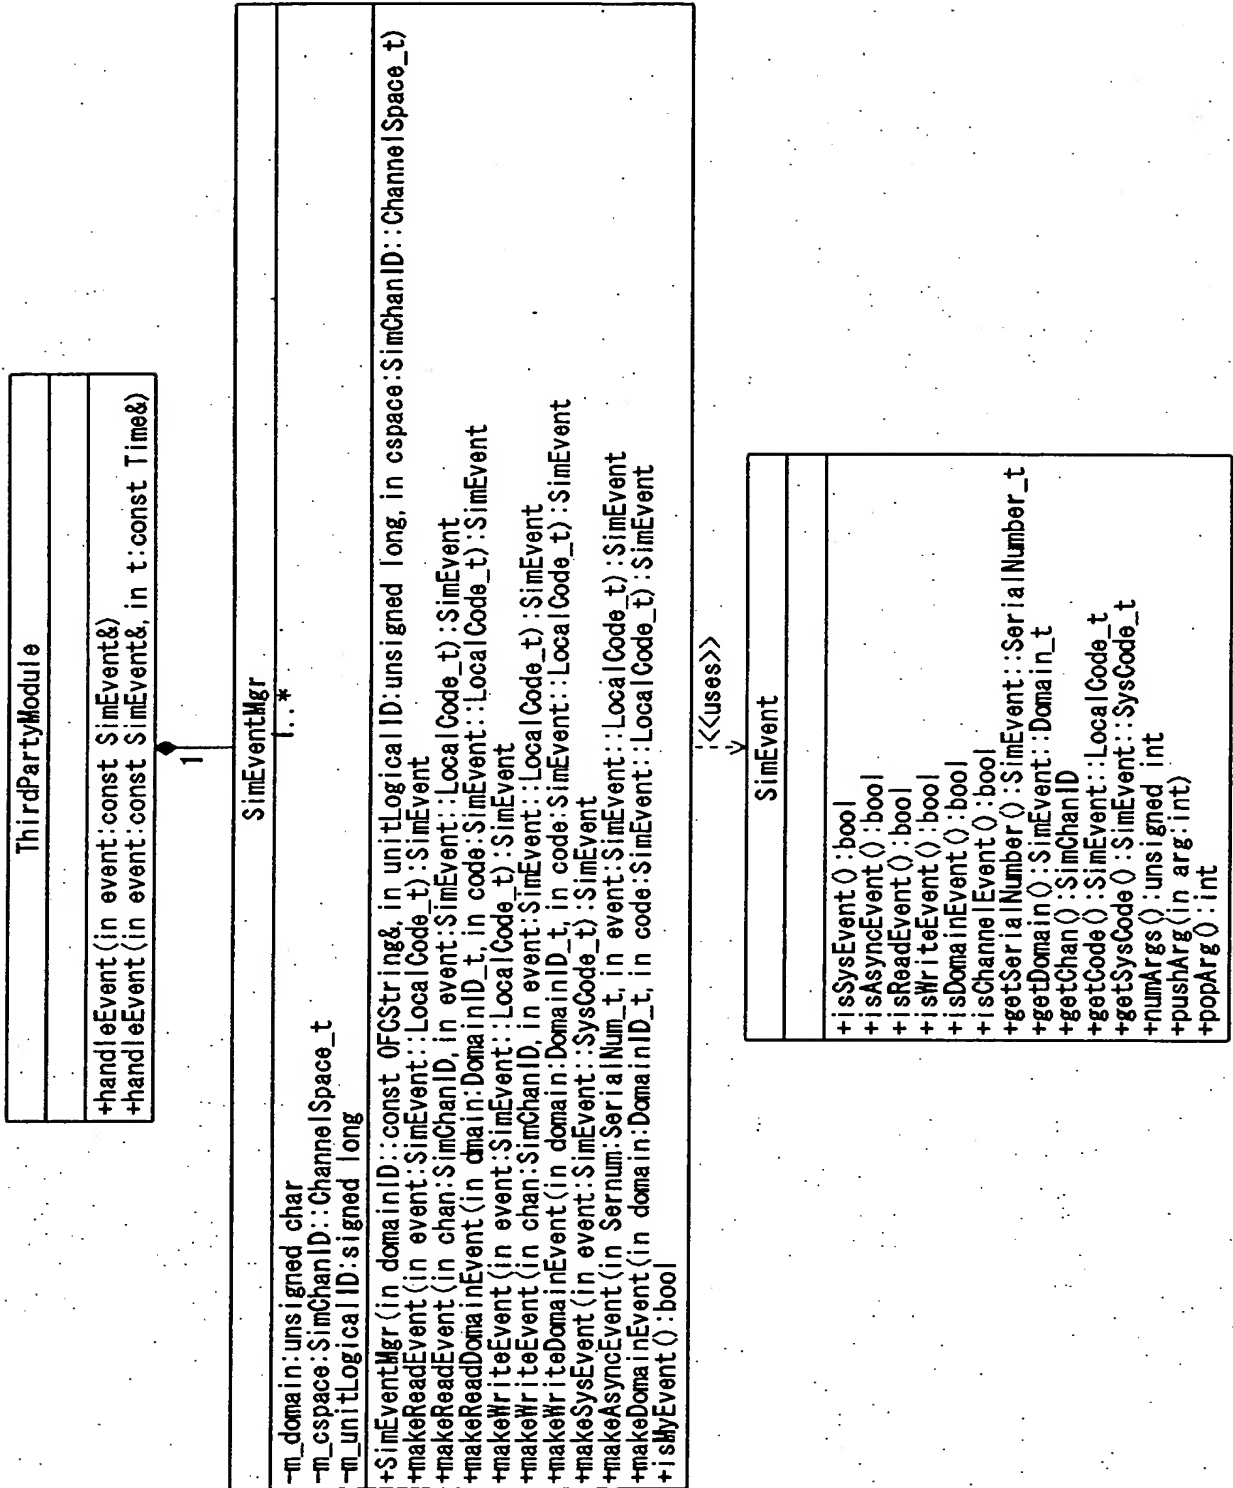 ThirdPartyModule
+handleEvent(in event:const SimEvent&)
+handleEvent(in event:const SimEvent&, in t:const Time&)
1
SimEventMgr
1..*
-m_domain:unsigned char
-m_cspace:SimChanID::ChannelSpace_t
-m_unitLogicalID:signed long
+SimEventMgr(in domainID::const OFCString&, in unitLogicalID:unsigned long, in cspace:SimChanID::ChannelSpace_t)
+makeReadEvent(in event:SimEvent::LocalCode_t):SimEvent
+makeReadEvent(in chan:SimChanID, in event:SimEvent::LocalCode_t):SimEvent
+makeReadDomainEvent(in dmain:DomainID_t, in code:SimEvent::LocalCode_t):SimEvent
+makeWriteEvent(in event:SimEvent::LocalCode_t):SimEvent
+makeWriteEvent(in chan:SimChanID, in event:SimEvent::LocalCode_t):SimEvent
+makeWriteDomainEvent(in domain:DomainID_t, in code:SimEvent::LocalCode_t):SimEvent
+makeSysEvent(in event:SimEvent::SysCode_t):SimEvent
+makeAsyncEvent(in Sernum:SerialNum_t, in event:SimEvent::LocalCode_t):SimEvent
+makeDomainEvent(in domain:DomainID_t, in code:SimEvent::LocalCode_t):SimEvent
+isMyEvent():bool
<<uses>>
SimEvent
+isSysEvent():bool
+isAsyncEvent():bool
+isReadEvent():bool
+isWriteEvent():bool
+isDomainEvent():bool
+isChannelEvent():bool
+getSerialNumber():SimEvent::SerialNumber_t
+getDomain():SimEvent::Domain_t
+getChan():SimChanID
+getCode():SimEvent::LocalCode_t
+getSysCode():SimEvent::SysCode_t
+numArgs():unsigned int
+pushArg(in arg:int)
+popArg():int